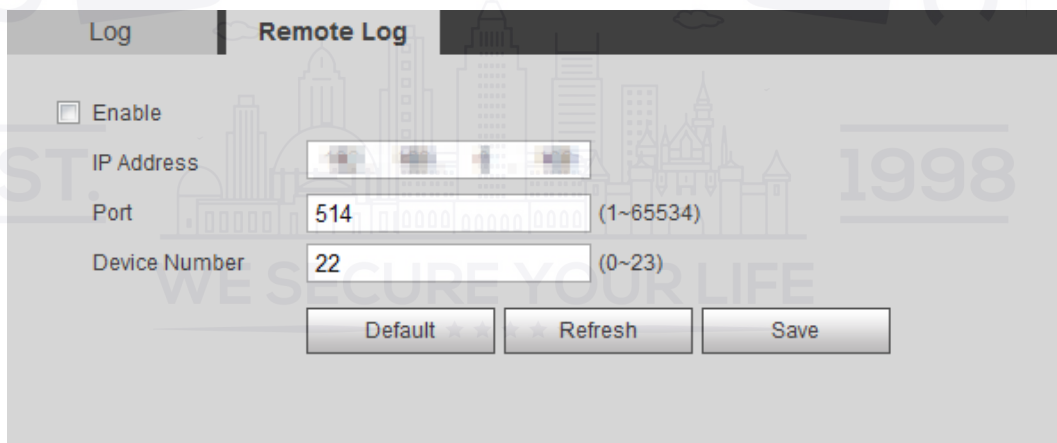 Log Remote Log
Enable
IP Address
EST. 1998
Port 514 (1~65534)
Device Number 22 (0~23)
WE SECURE YOUR LIFE
Default Refresh Save